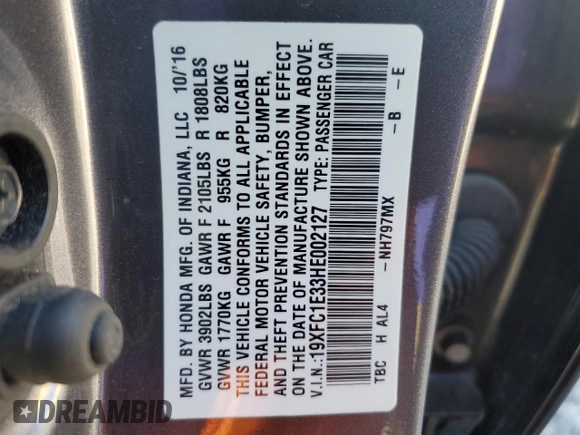 MFD. BY HONDA MFG. OF INDIANA, LLC 10/'16
GVWR 3902LBS GAWR F 2105LBS R 1808LBS
GVWR 1770KG GAWR F 955KG R 820KG
THIS VEHICLE CONFORMS TO ALL APPLICABLE
FEDERAL MOTOR VEHICLE SAFETY, BUMPER,
AND THEFT PREVENTION STANDARDS IN EFFECT
ON THE DATE OF MANUFACTURE SHOWN ABOVE.
V.I.N.:19XFC1E33HE002127 TYPE: PASSENGER CAR
TBC H AL4 -NH797MX -B -E
DREAMBID